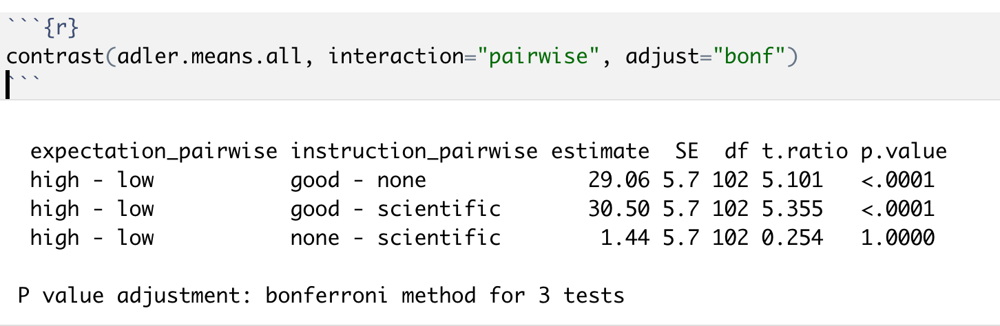 ```{r}
contrast(adler.means.all, interaction="pairwise", adjust="bonf")
```
expectation_pairwise instruction_pairwise estimate SE df t.ratio p.value
high - low good - none 29.06 5.7 102 5.101 <.0001
high - low good - scientific 30.50 5.7 102 5.355 <.0001
high - low none - scientific 1.44 5.7 102 0.254 1.0000
P value adjustment: bonferroni method for 3 tests